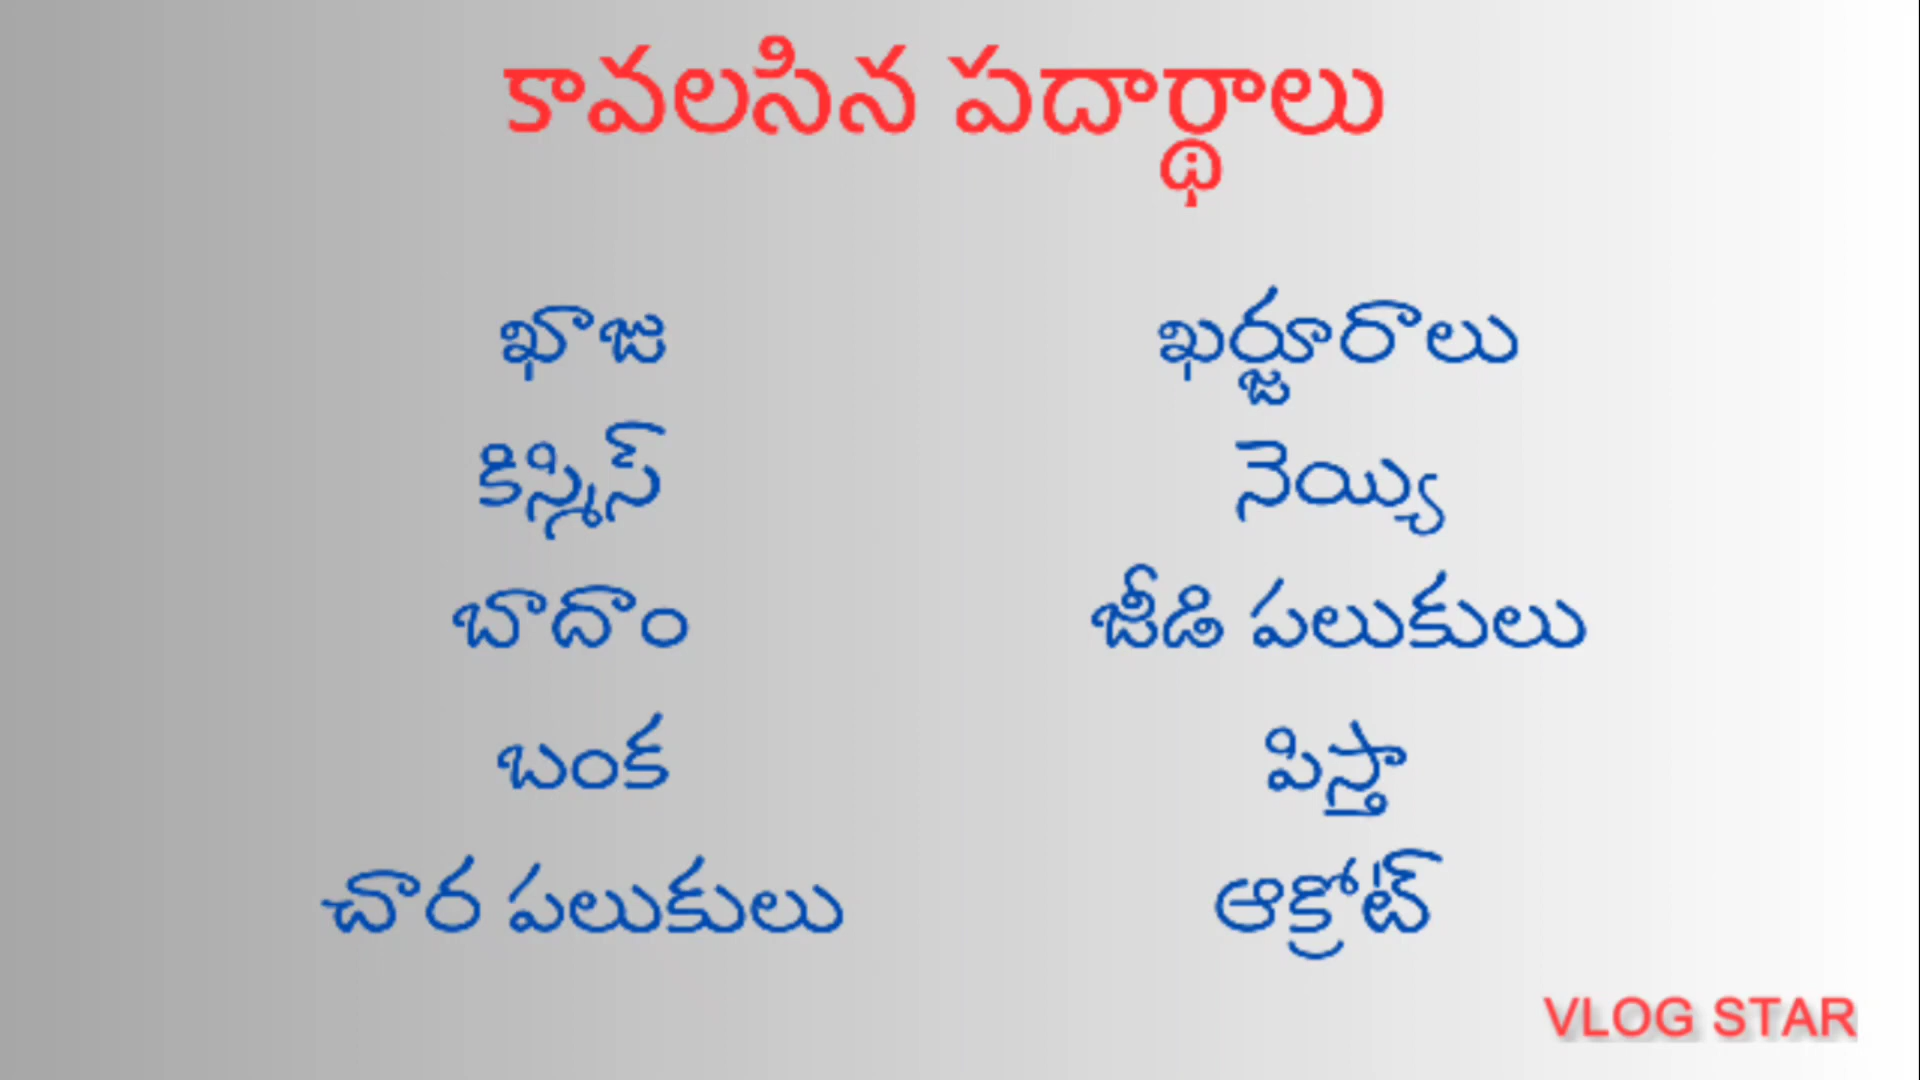 కావలసిన పదార్థాలు
ఖాజు
కిస్మిస్
బాదాం
బంక
చార పలుకులు
ఖర్జూరాలు
నెయ్యి
జీడి పలుకులు
పిస్తా
ఆక్రోట్
VLOG STAR